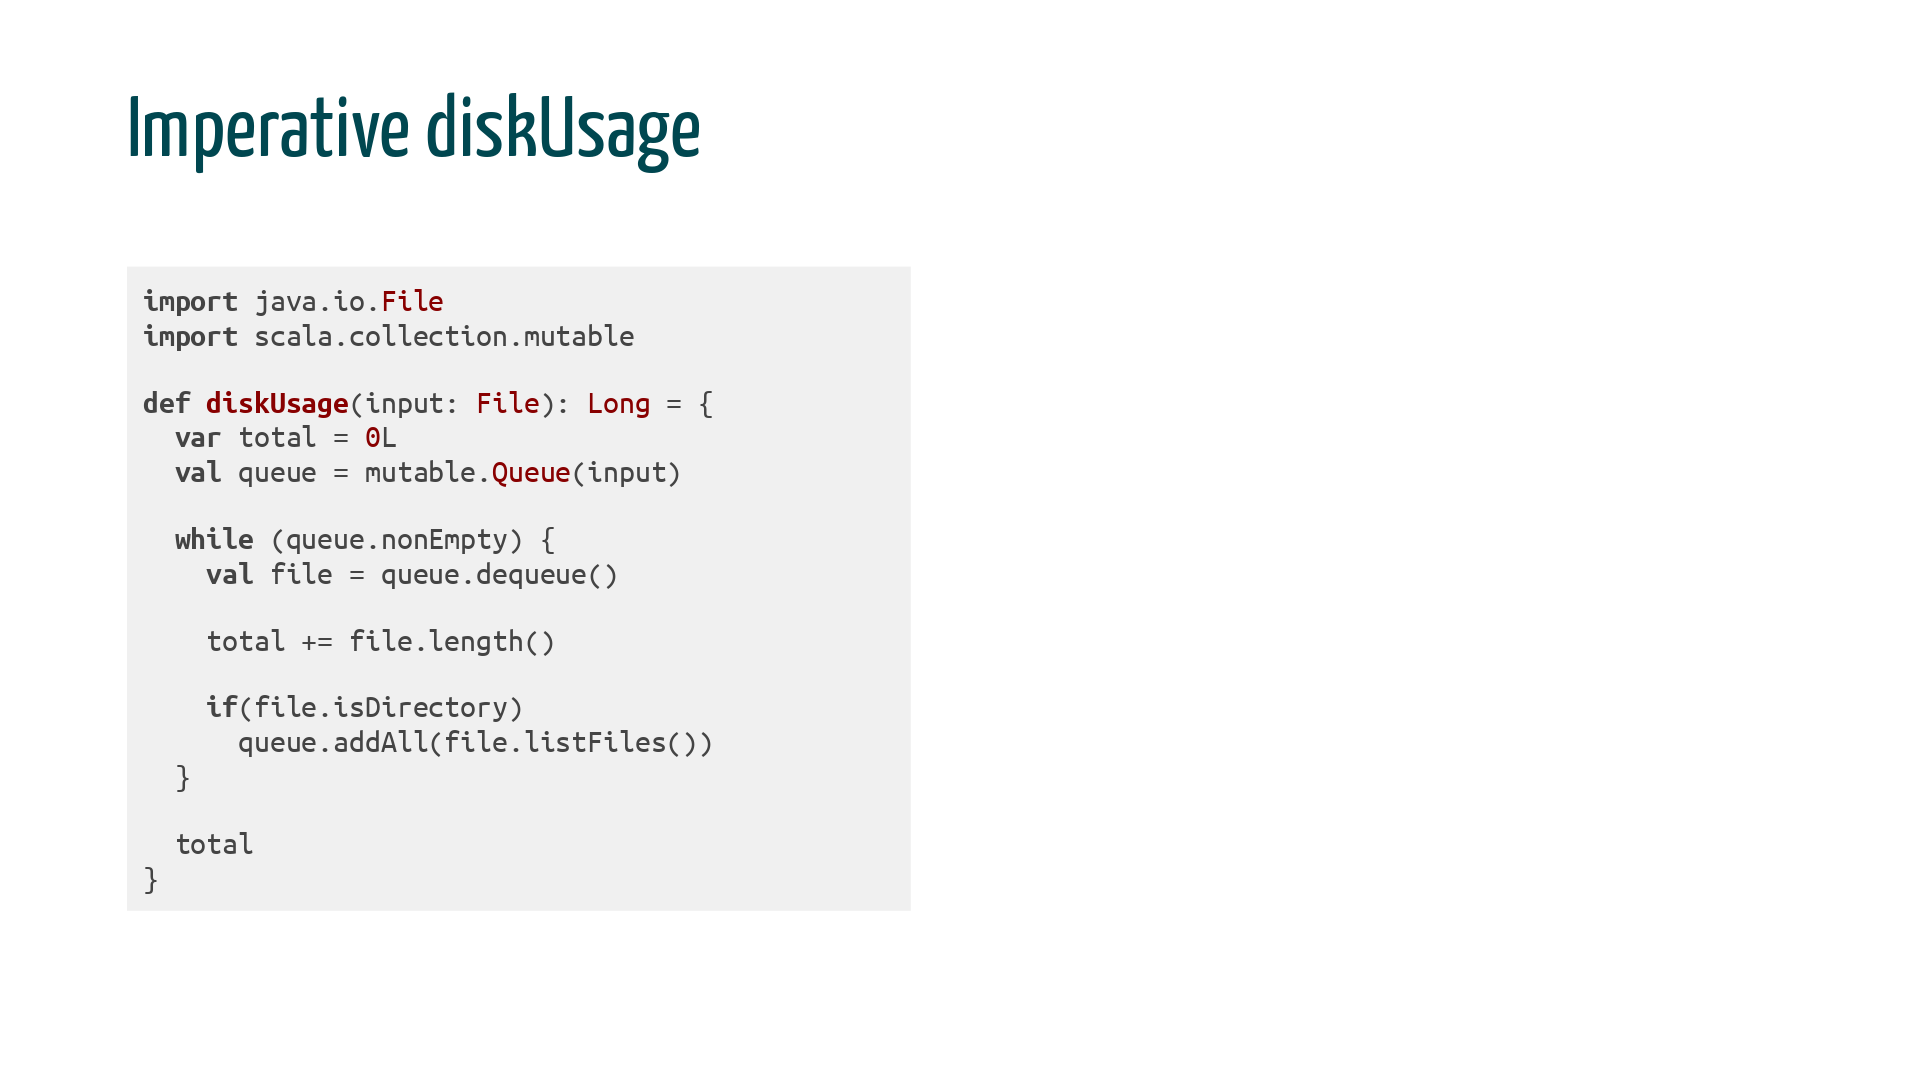 Imperative diskUsage
import java.io.File
import scala.collection.mutable
def diskUsage(input: File): Long = {
  var total = 0L
  val queue = mutable.Queue(input)
  while (queue.nonEmpty) {
    val file = queue.dequeue()
    total += file.length()
    if(file.isDirectory)
      queue.addAll(file.listFiles())
  }
  total
}